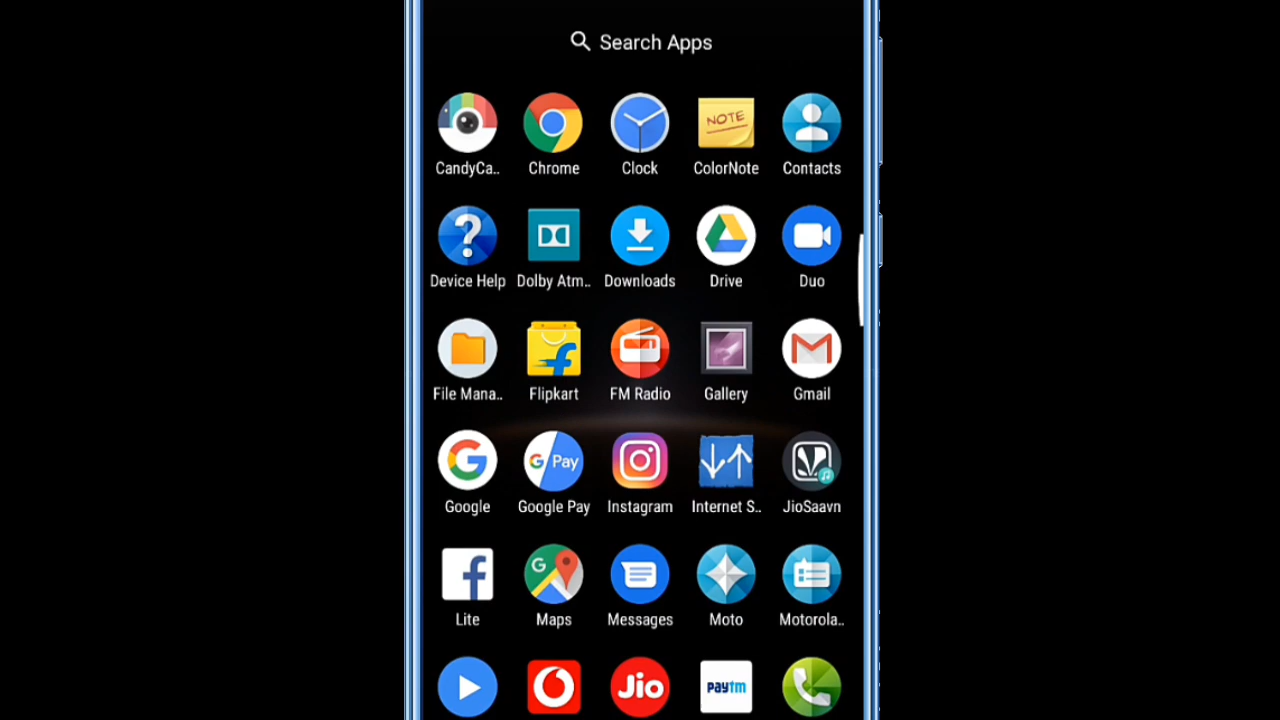 Search Apps
NOTE
CandyCa.. Chrome Clock ColorNote Contacts
Device Help Dolby Atm.. Downloads Drive Duo
File Mana.. Flipkart FM Radio Gallery Gmail
G Pay
Google Google Pay Instagram Internet S.. JioSaavn
G
Lite Maps Messages Moto Motorola..
Jio paytm